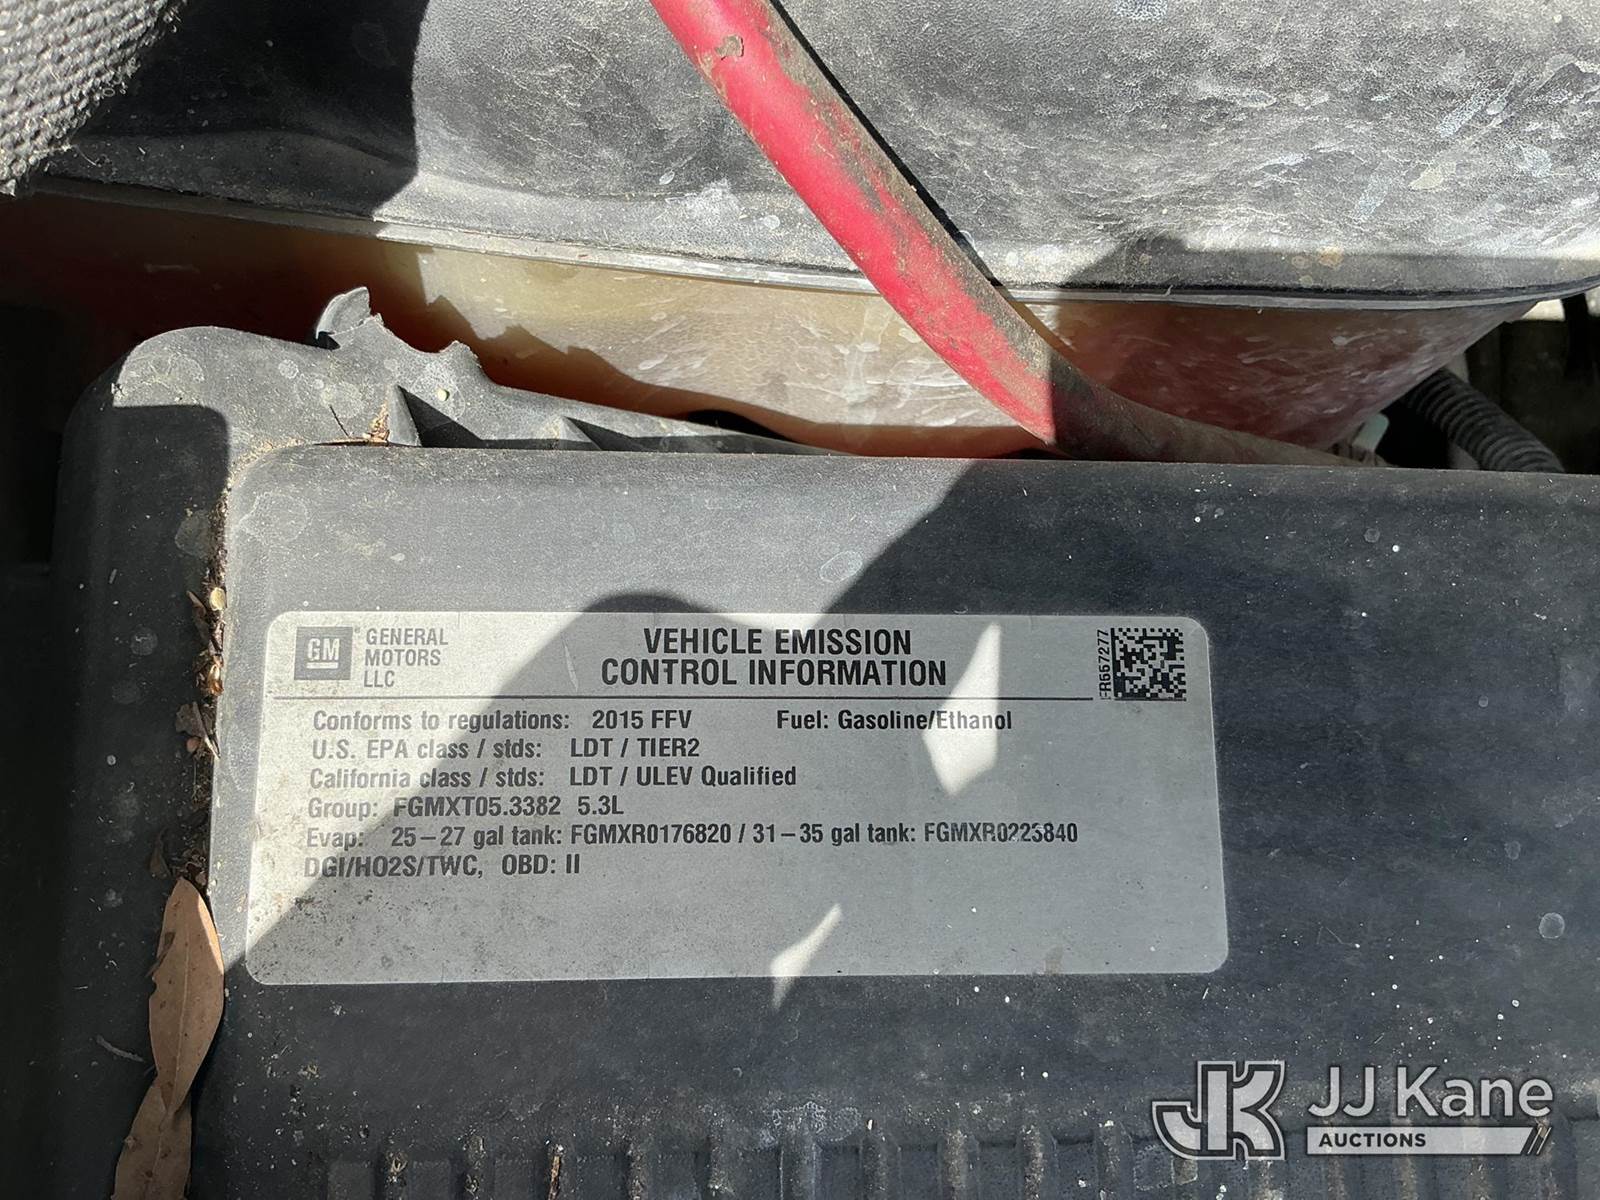 GM GENERAL
MOTORS
LLC
VEHICLE EMISSION
CONTROL INFORMATION
Conforms to regulations: 2015 FFV Fuel: Gasoline/Ethanol
U.S. EPA class / stds: LDT / TIER2
California class / stds: LDT / ULEV Qualified
Group: FGMXT05.3382 5.3L
Evap: 25–27 gal tank: FGMXR0176820 / 31–35 gal tank:
DGI/HO2S/TWC, OBD: II
JK JJ Kane
AUCTIONS